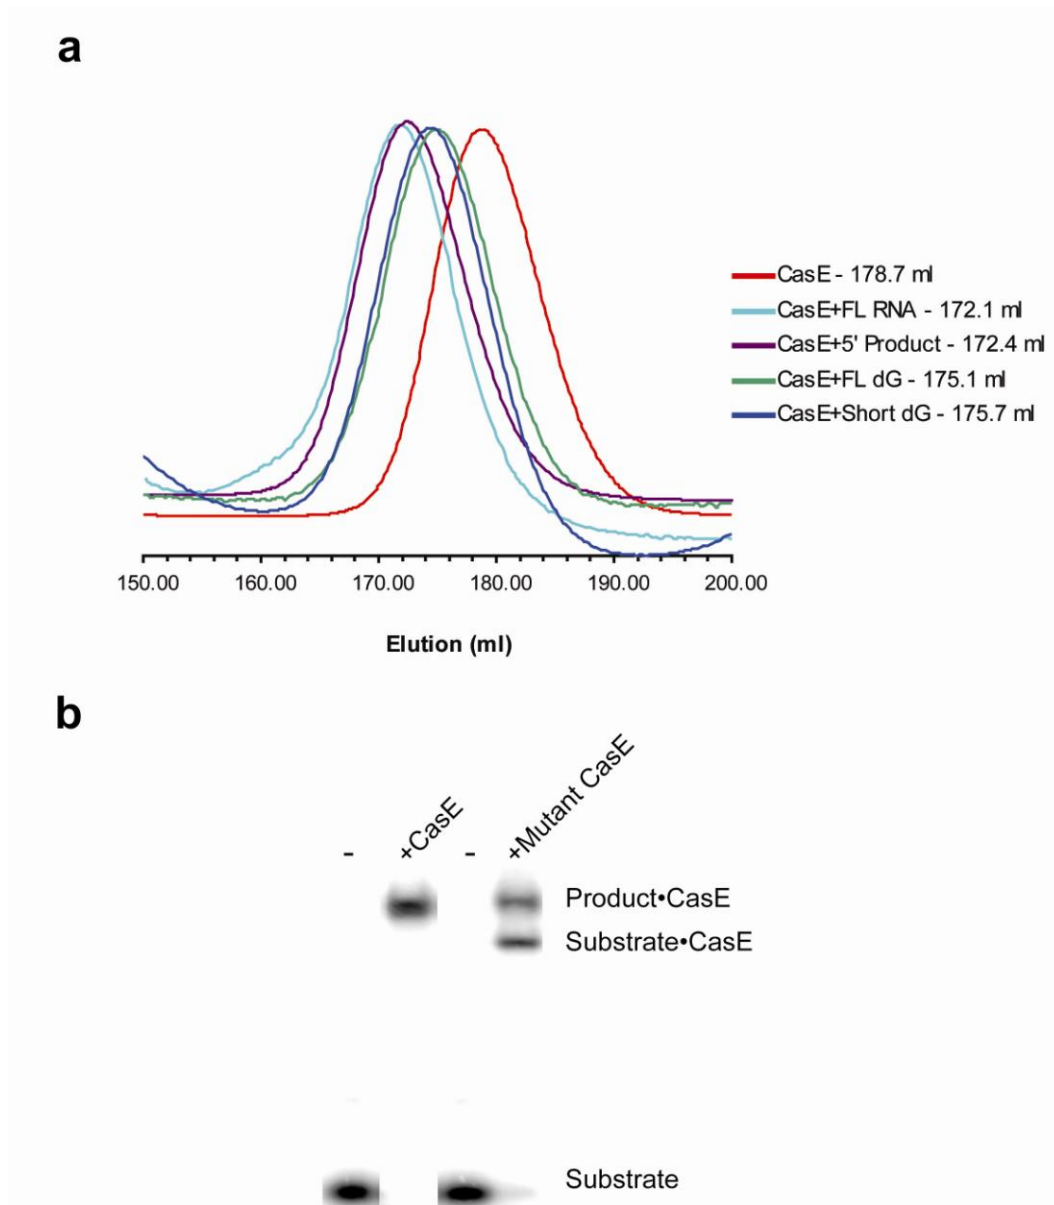 a
CasE - 178.7 ml
CasE+FL RNA - 172.1 ml
CasE+5' Product - 172.4 ml
CasE+FL dG - 175.1 ml
CasE+Short dG - 175.7 ml
150.00 160.00 170.00 180.00 190.00 200.00
Elution (ml)
b
- +CasE - +Mutant CasE
Product•CasE
Substrate•CasE
Substrate